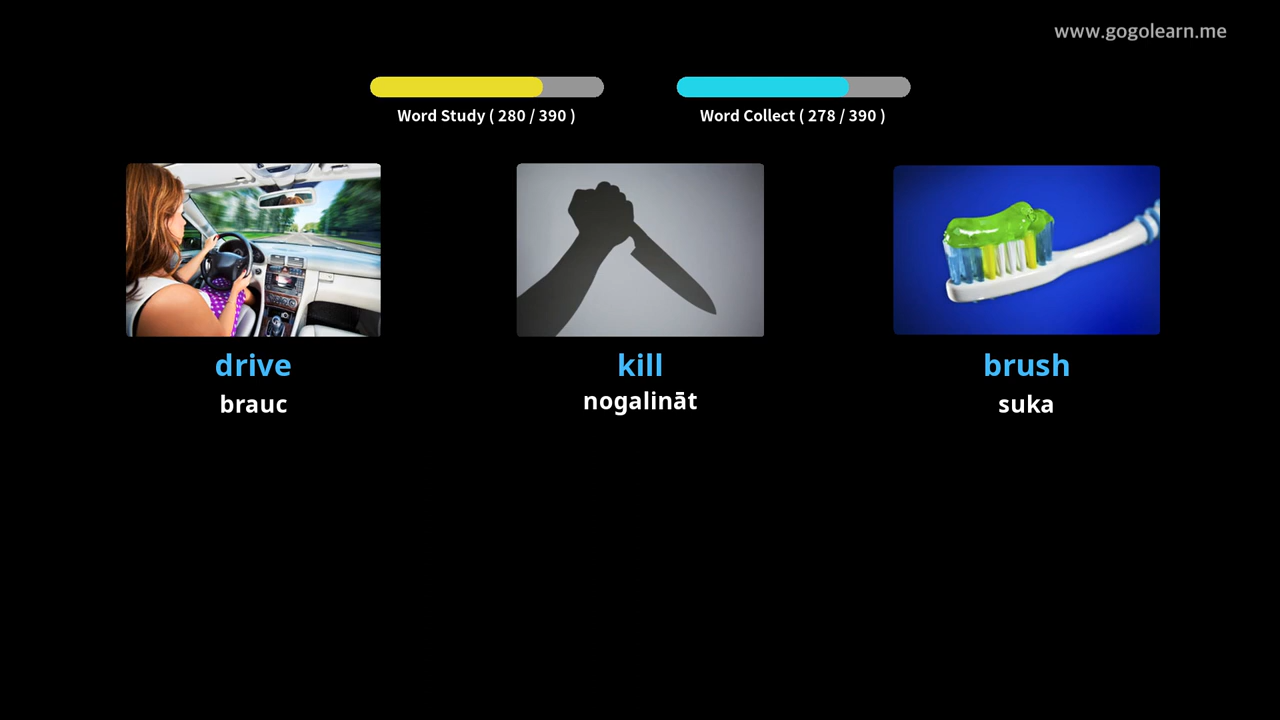 www.gogolearn.me
Word Study ( 280 / 390 )
Word Collect ( 278 / 390 )
drive
brauc
kill
nogalināt
brush
suka